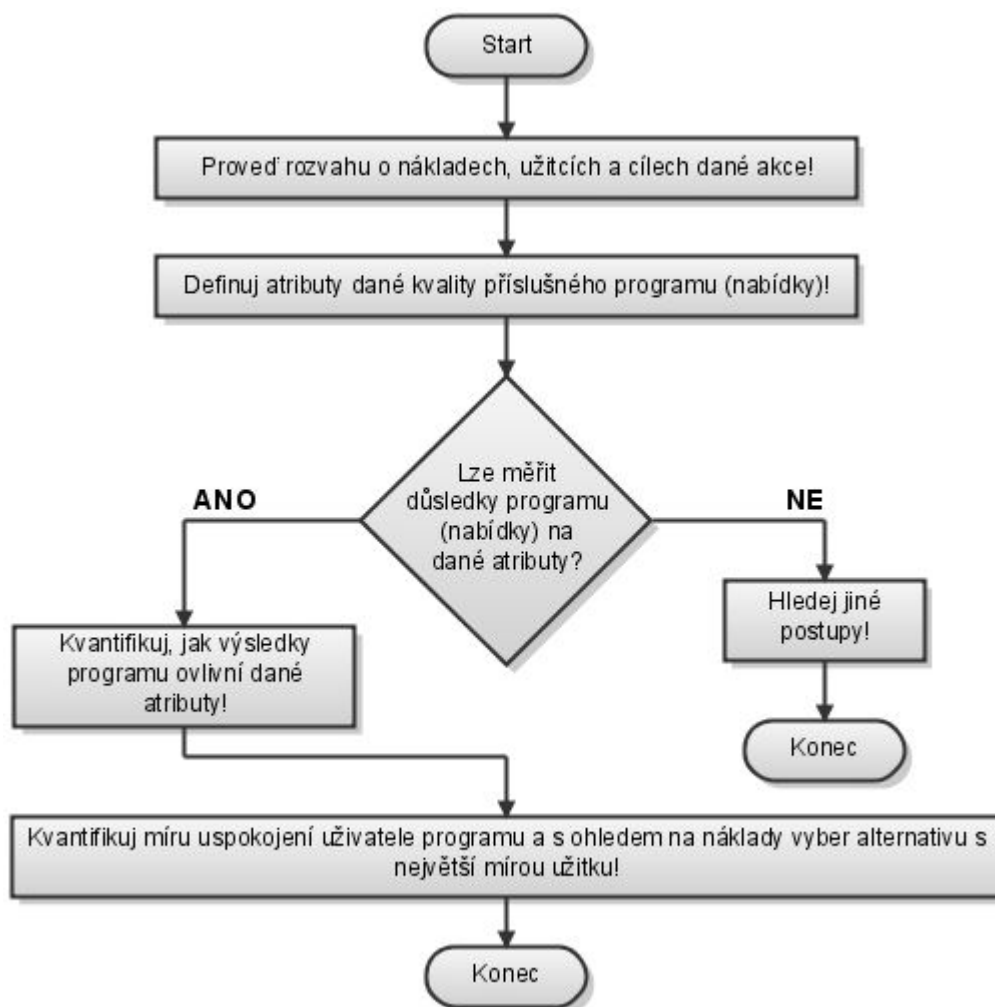 Start
Proveď rozvahu o nákladech, užitcích a cílech dané akce!
Definuj atributy dané kvality příslušného programu (nabídky)!
Lze měřit
důsledky programu
(nabídky) na
dané atributy?
ANO
NE
Kvantifikuj, jak výsledky
programu ovlivní dané
atributy!
Hledej jiné
postupy!
Konec
Kvantifikuj míru uspokojení uživatele programu a s ohledem na náklady vyber alternativu s
největší mírou užitku!
Konec